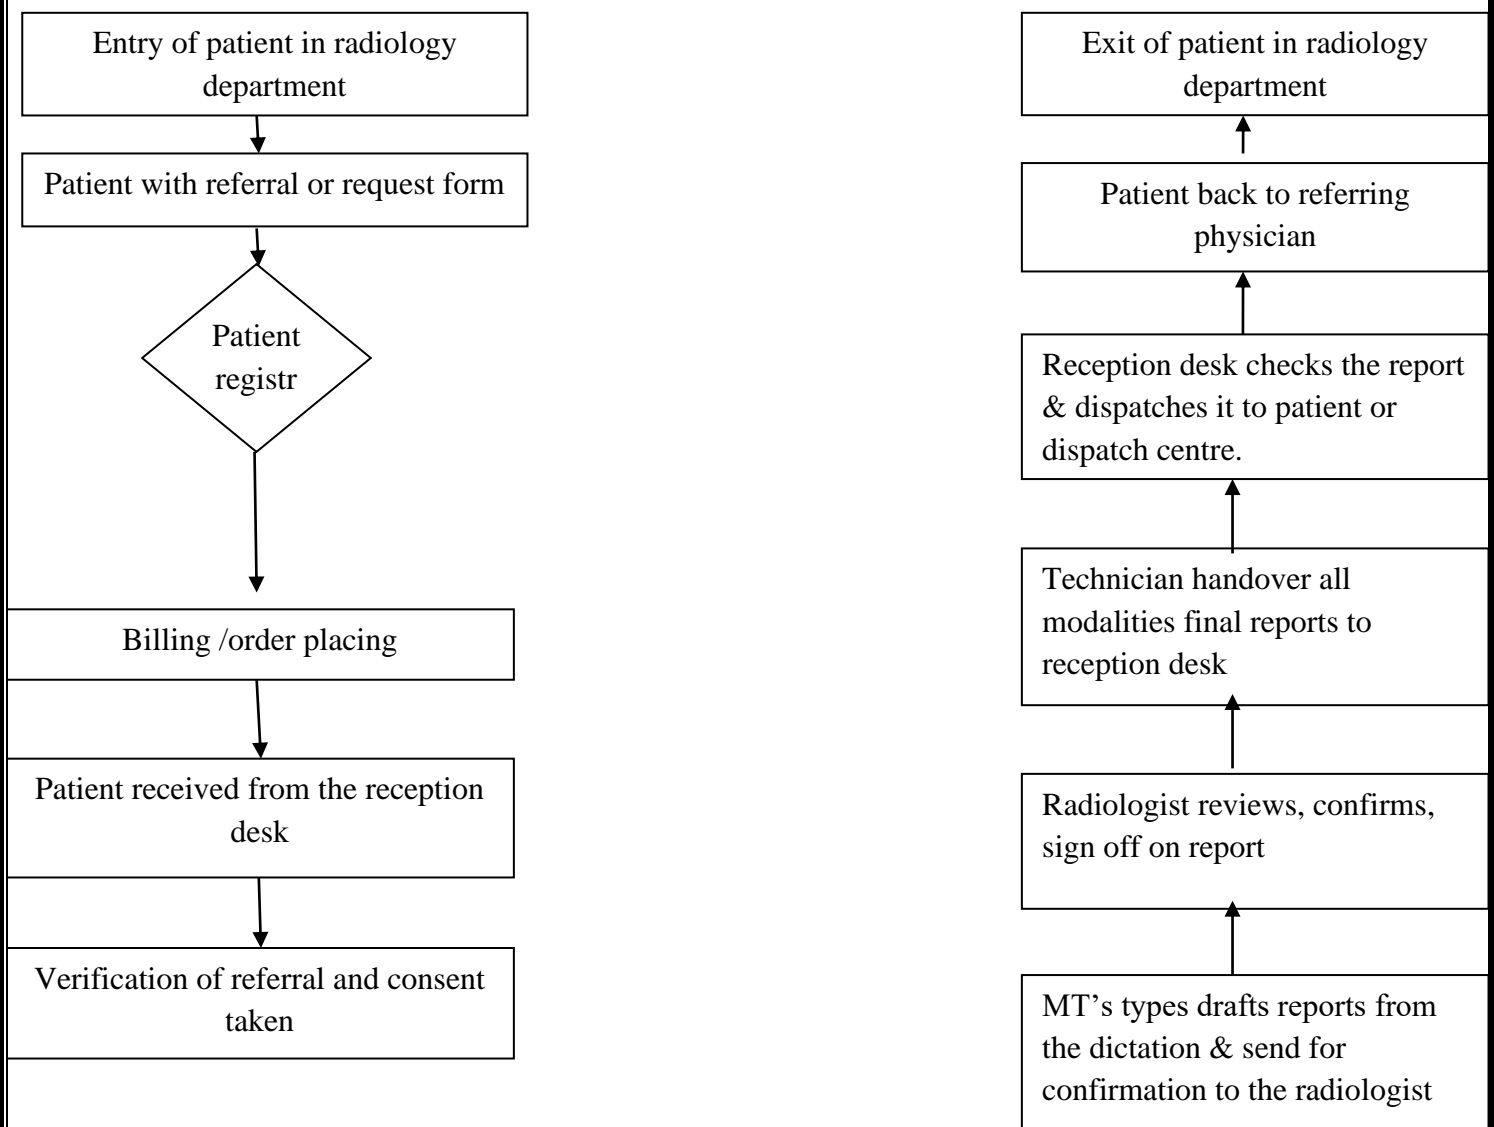 Entry of patient in radiology
department
Patient with referral or request form
Patient
registr
Billing /order placing
Patient received from the reception
desk
Verification of referral and consent
taken
Exit of patient in radiology
department
Patient back to referring
physician
Reception desk checks the report
& dispatches it to patient or
dispatch centre.
Technician handover all
modalities final reports to
reception desk
Radiologist reviews, confirms,
sign off on report
MT’s types drafts reports from
the dictation & send for
confirmation to the radiologist